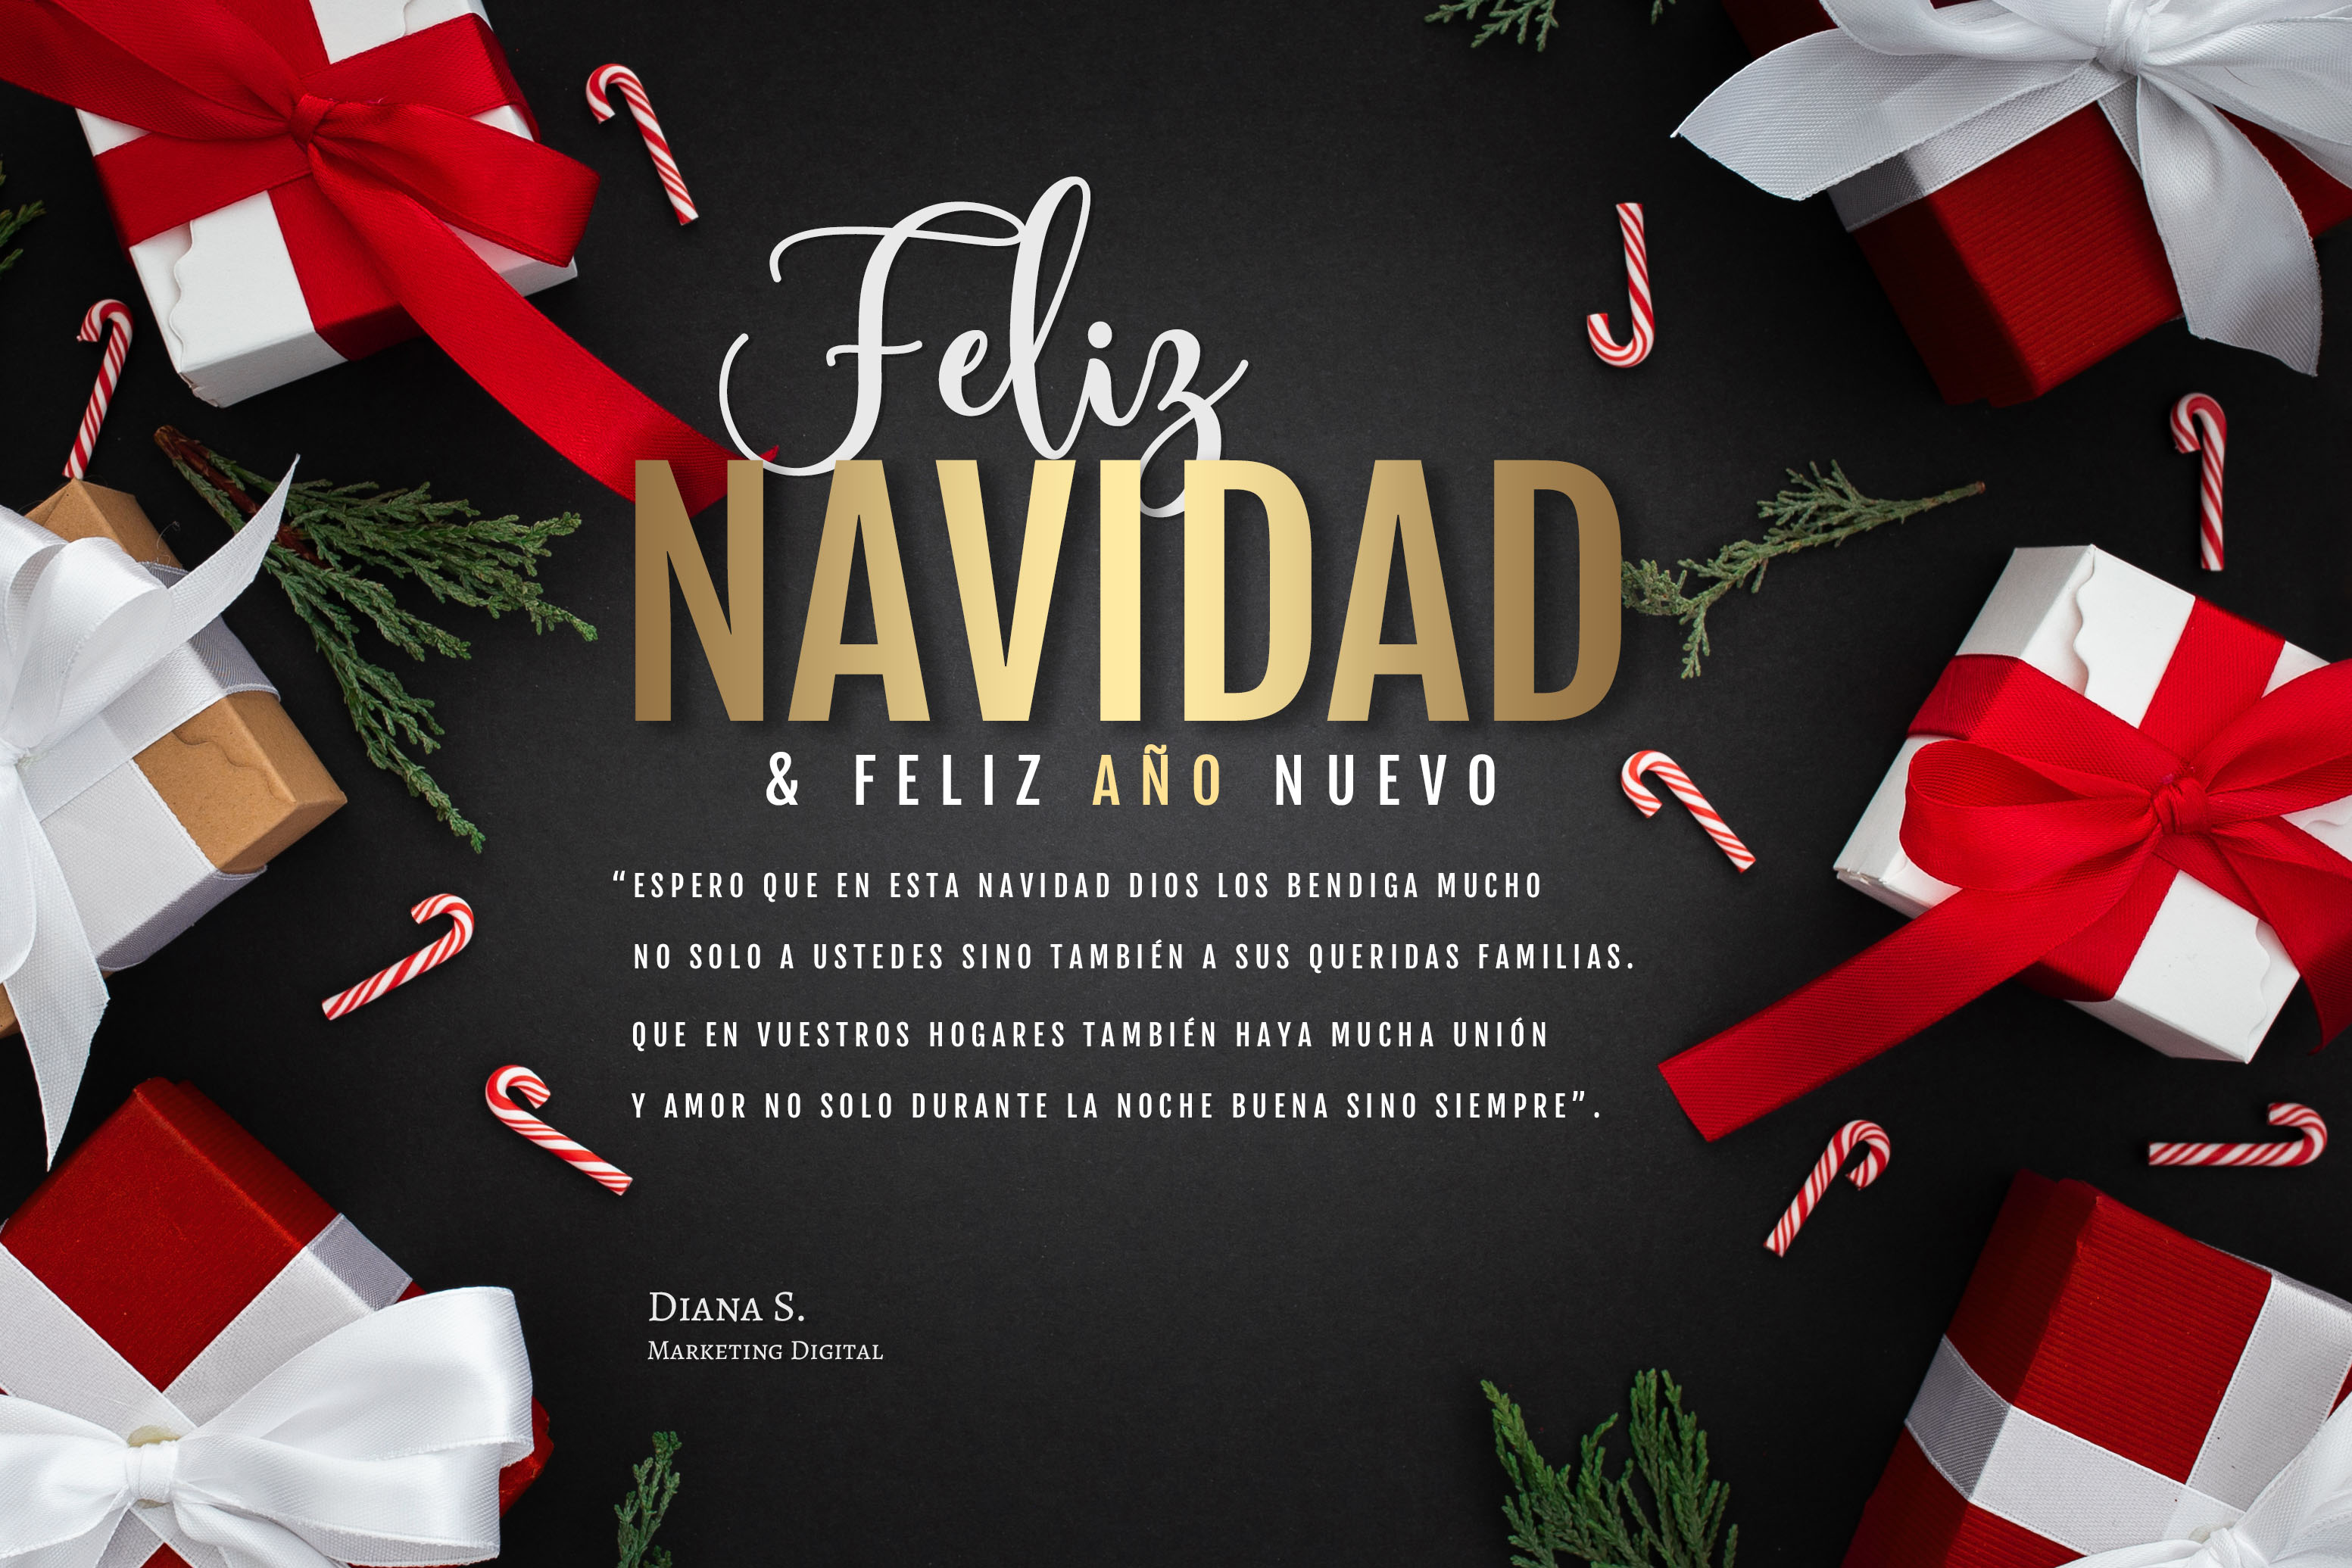 Feliz
NAVIDAD
& FELIZ AÑO NUEVO
“ESPERO QUE EN ESTA NAVIDAD DIOS LOS BENDIGA MUCHO
NO SOLO A USTEDES SINO TAMBIÉN A SUS QUERIDAS FAMILIAS.
QUE EN VUESTROS HOGARES TAMBIÉN HAYA MUCHA UNIÓN
Y AMOR NO SOLO DURANTE LA NOCHE BUENA SINO SIEMPRE”.
Diana S.
Marketing Digital